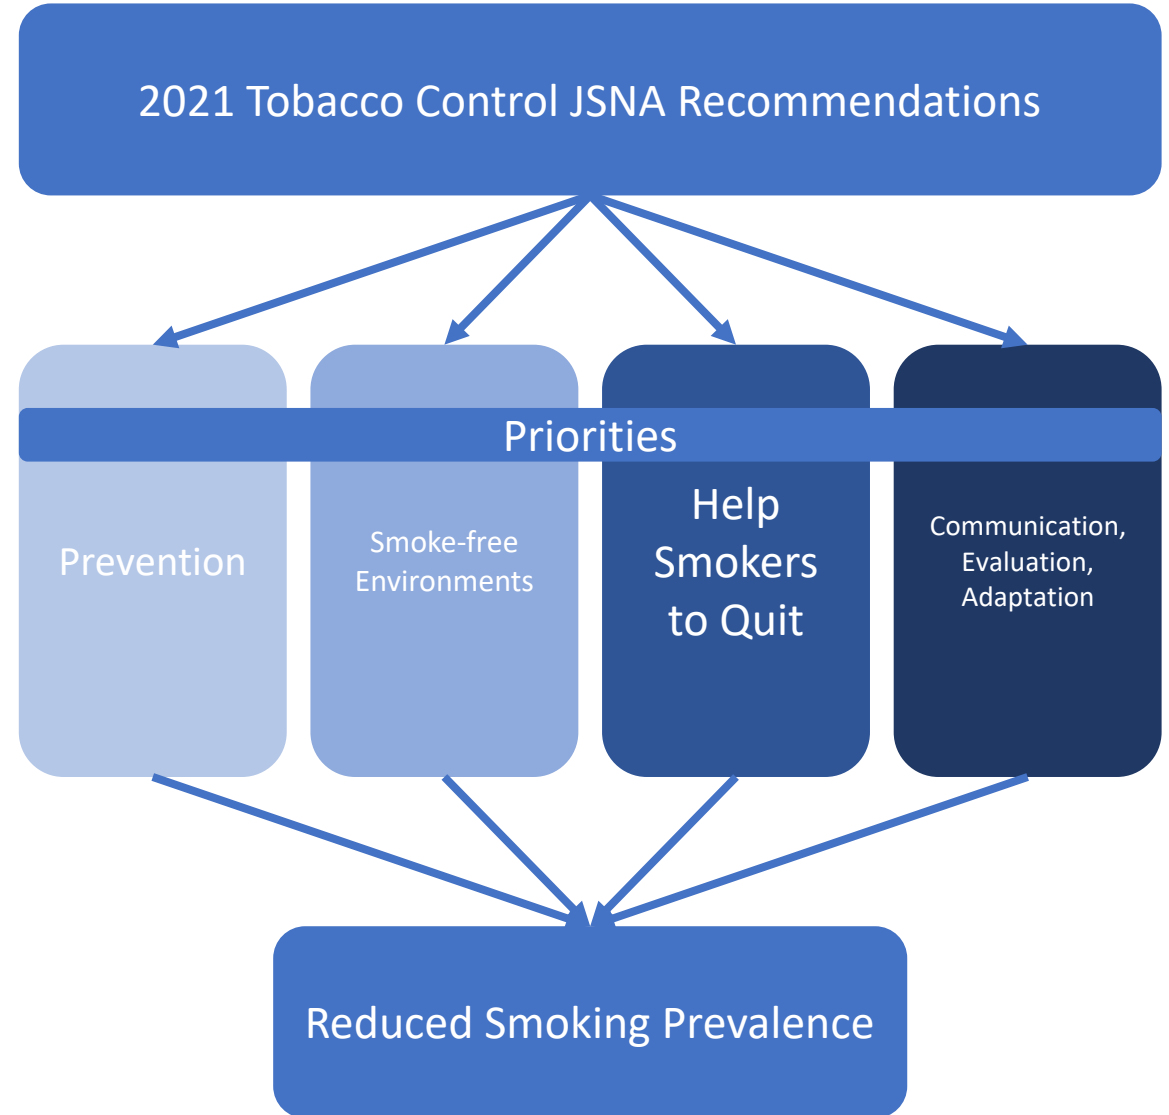 2021 Tobacco Control JSNA Recommendations
Priorities
Prevention
Smoke-free
Environments
Help
Smokers
to Quit
Communication,
Evaluation,
Adaptation
Reduced Smoking Prevalence